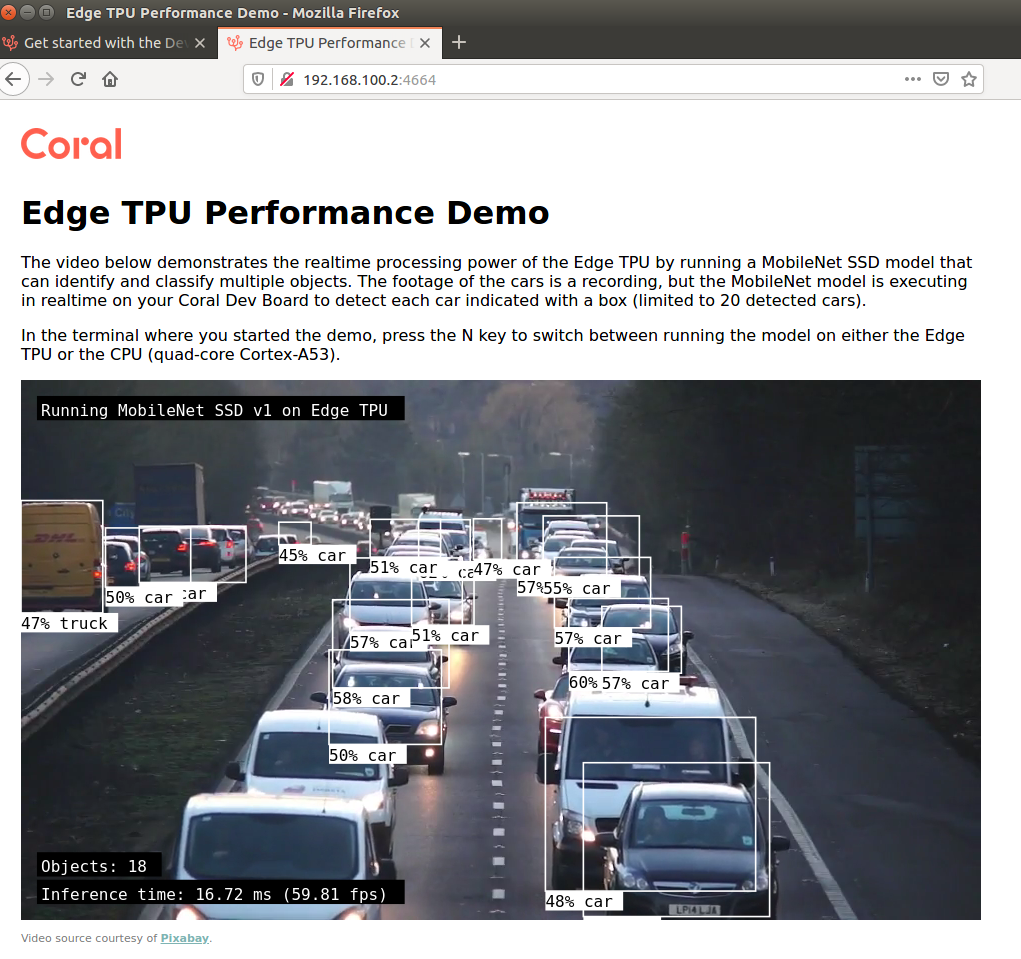 Edge TPU Performance Demo - Mozilla Firefox
Get started with the De
Edge TPU Performance
192.168.100.2:4664
Coral
Edge TPU Performance Demo
The video below demonstrates the realtime processing power of the Edge TPU by running a MobileNet SSD model that
can identify and classify multiple objects. The footage of the cars is a recording, but the MobileNet model is executing
in realtime on your Coral Dev Board to detect each car indicated with a box (limited to 20 detected cars).
In the terminal where you started the demo, press the N key to switch between running the model on either the Edge
TPU or the CPU (quad-core Cortex-A53).
Running MobileNet SSD v1 on Edge TPU
DHL
45% car
51% car
47% car
50% car
car
57%
55% car
47% truck
57% car
51% car
57% car
60%
57% car
58% car
50% car
Objects: 18
Inference time: 16.72 ms (59.81 fps)
48% car
LP14 LJA
Video source courtesy of Pixabay.